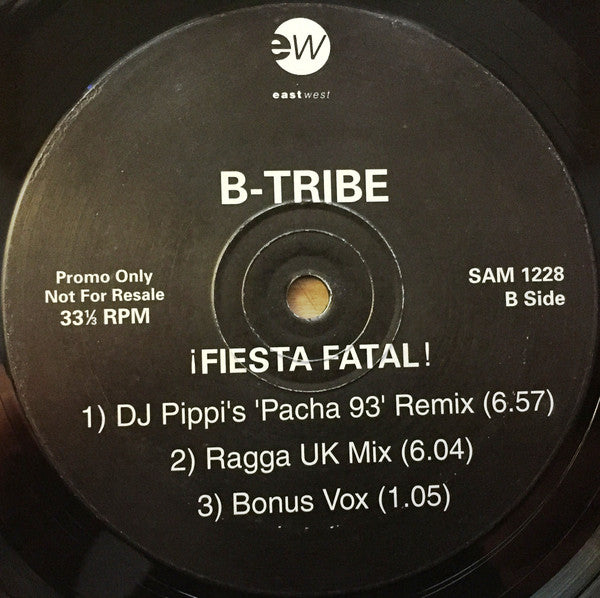 ew
eastwest
B-TRIBE
Promo Only
Not For Resale
33⅓ RPM
SAM 1228
B Side
¡FIESTA FATAL!
1) DJ Pippi's 'Pacha 93' Remix (6.57)
2) Ragga UK Mix (6.04)
3) Bonus Vox (1.05)